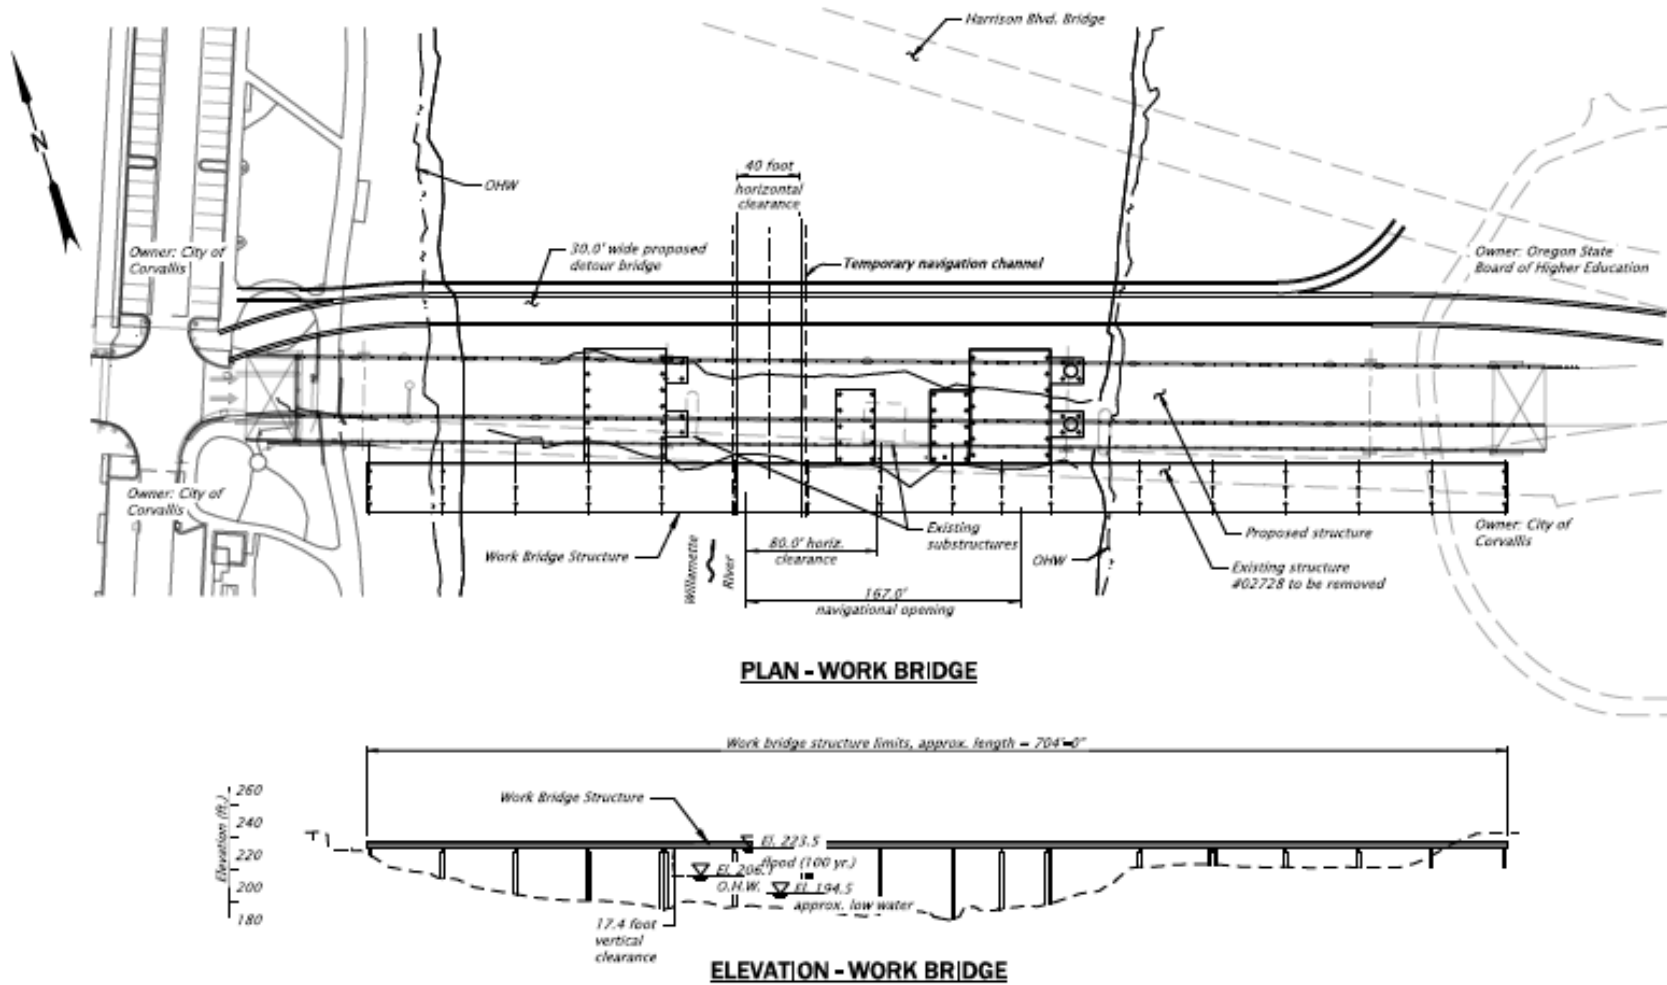 Harrison Blvd. Bridge
N
40 foot
horizontal
clearance
OHW
Owner: City of
Corvallis
30.0' wide proposed
detour bridge
Temporary navigation channel
Owner: Oregon State
Board of Higher Education
Owner: City of
Corvallis
Work Bridge Structure
Willamette
River
80.0' horiz.
clearance
Existing
substructures
OHW
Proposed structure
Owner: City of
Corvallis
Existing structure
#02728 to be removed
167.0'
navigational opening
PLAN - WORK BRIDGE
Work bridge structure limits, approx. length = 704'-0"
Elevation (ft.)
260
240
220
200
180
Work Bridge Structure
El. 223.5
flood (100 yr.)
El. 206.1
O.H.W.
El. 194.5
approx. low water
17.4 foot
vertical
clearance
ELEVATION - WORK BRIDGE